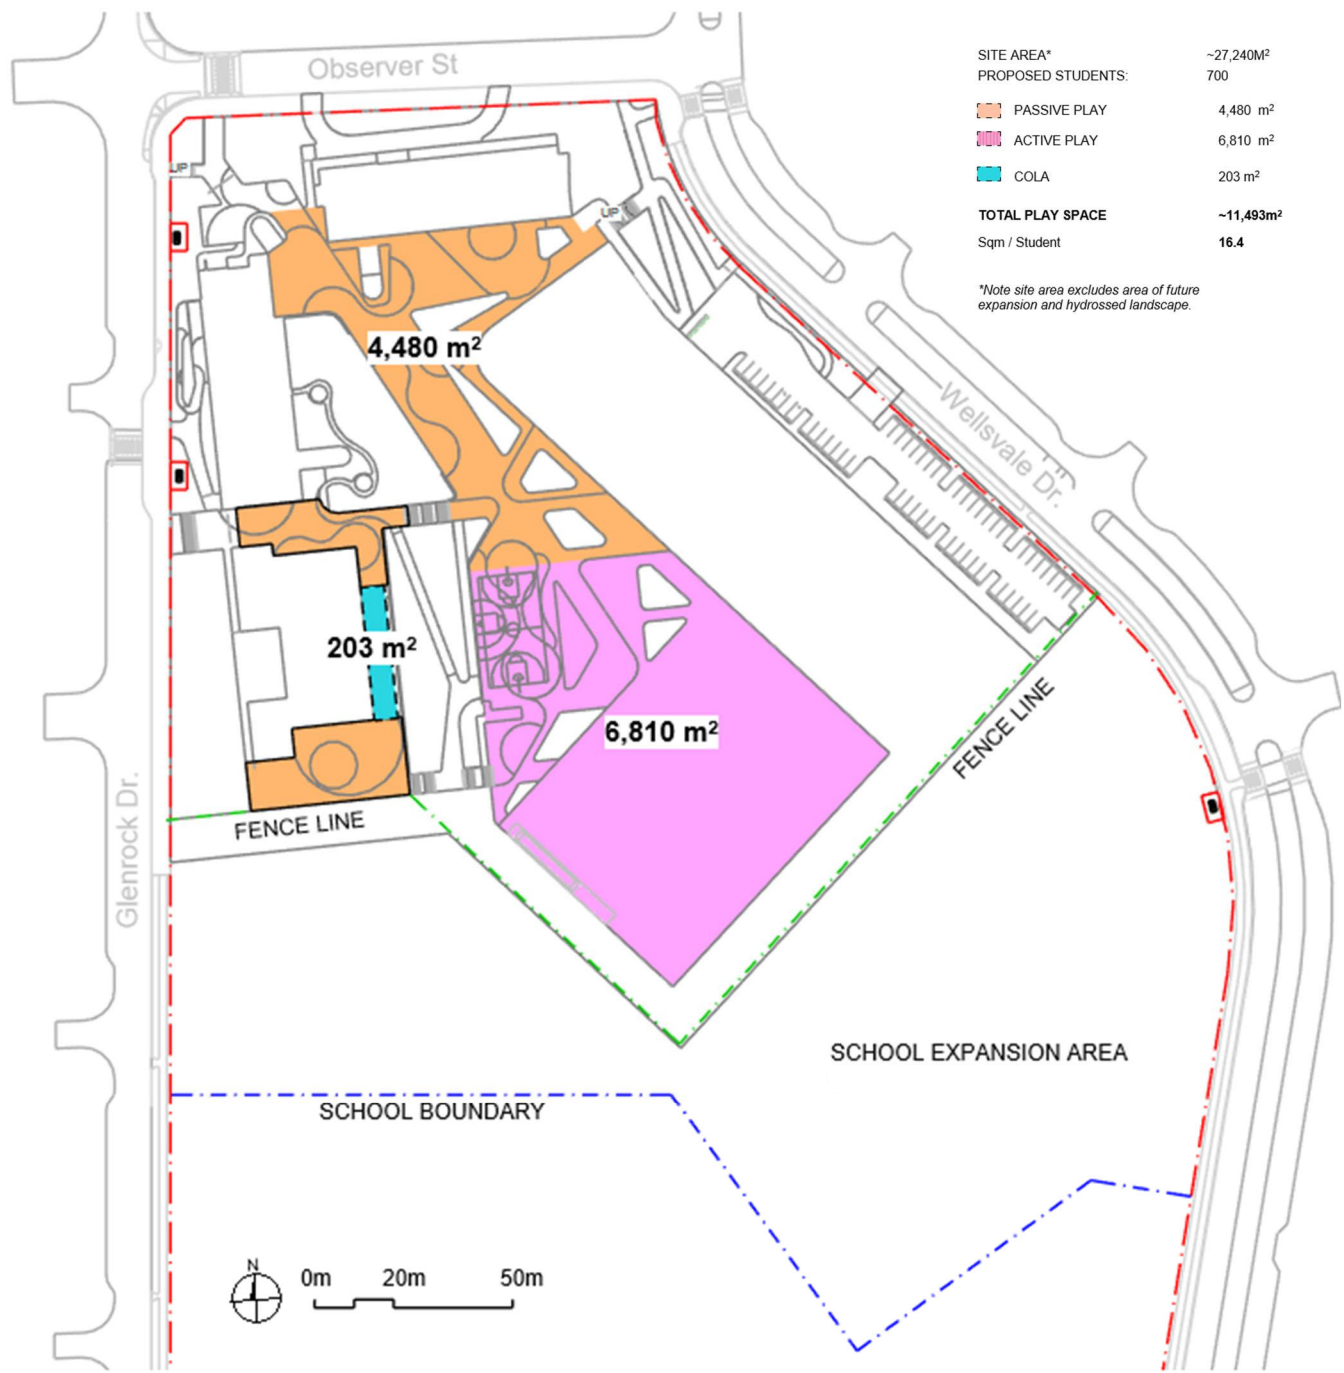 Observer St
SITE AREA* ~27,240M²
PROPOSED STUDENTS: 700
PASSIVE PLAY 4,480 m²
ACTIVE PLAY 6,810 m²
COLA 203 m²
TOTAL PLAY SPACE ~11,493m²
Sqm / Student 16.4
*Note site area excludes area of future
expansion and hydrossed landscape.
UP
UP
4,480 m²
Wellsvale Dr.
203 m²
6,810 m²
FENCE LINE
FENCE LINE
Glenrock Dr.
SCHOOL EXPANSION AREA
SCHOOL BOUNDARY
N
0m 20m 50m